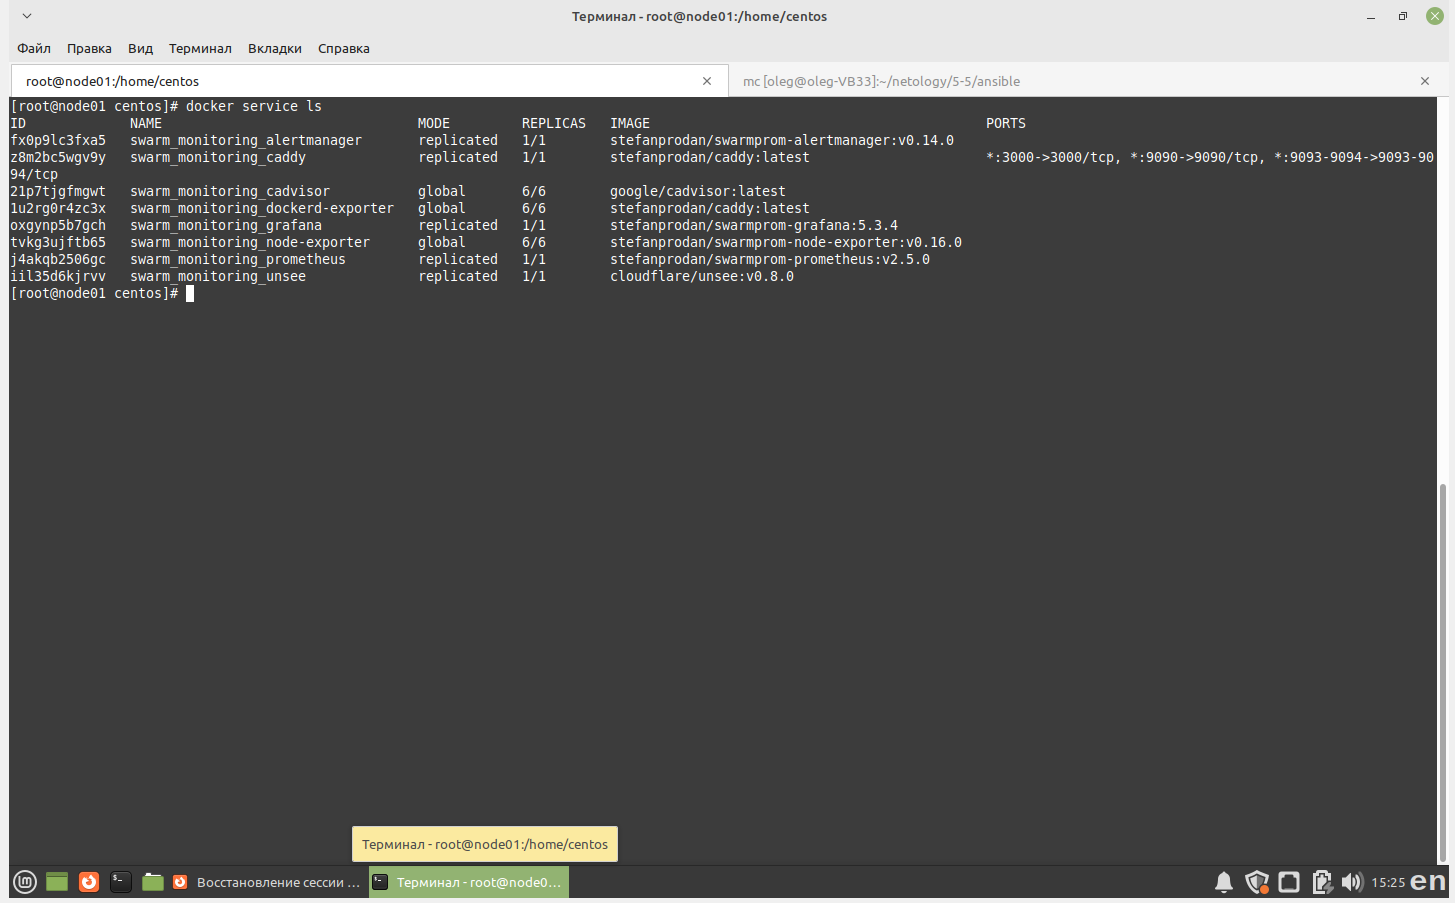 Терминал - root@node01:/home/centos
Файл Правка Вид Терминал Вкладки Справка
root@node01:/home/centos mc [oleg@oleg-VB33]:~/netology/5-5/ansible
[root@node01 centos]# docker service ls
ID NAME MODE REPLICAS IMAGE PORTS
fx0p9lc3fxa5 swarm_monitoring_alertmanager replicated 1/1 stefanprodan/swarmprom-alertmanager:v0.14.0
z8m2bc5wgv9y swarm_monitoring_caddy replicated 1/1 stefanprodan/caddy:latest *:3000->3000/tcp, *:9090->9090/tcp, *:9093-9094->9093-90
94/tcp
21p7tjgfmgwt swarm_monitoring_cadvisor global 6/6 google/cadvisor:latest
1u2rg0r4zc3x swarm_monitoring_dockerd-exporter global 6/6 stefanprodan/caddy:latest
oxgynp5b7gch swarm_monitoring_grafana replicated 1/1 stefanprodan/swarmprom-grafana:5.3.4
tvkg3ujftb65 swarm_monitoring_node-exporter global 6/6 stefanprodan/swarmprom-node-exporter:v0.16.0
j4akqb2506gc swarm_monitoring_prometheus replicated 1/1 stefanprodan/swarmprom-prometheus:v2.5.0
iil35d6kjrvv swarm_monitoring_unsee replicated 1/1 cloudflare/unsee:v0.8.0
[root@node01 centos]#
Терминал - root@node01:/home/centos
Восстановление сессии ... Терминал - root@node0... 15:25 en